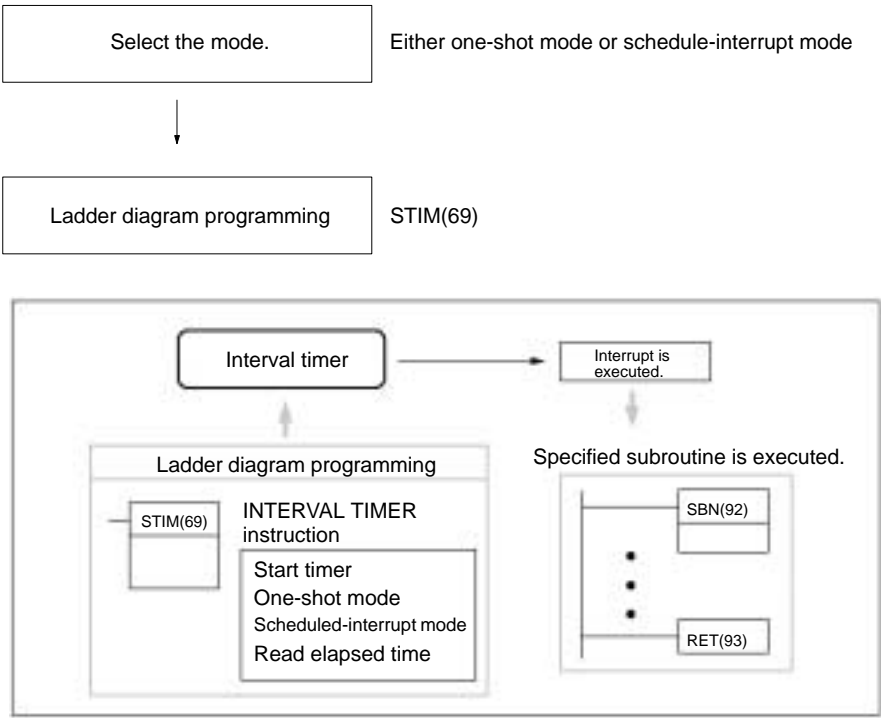 Select the mode.
Either one-shot mode or schedule-interrupt mode
Ladder diagram programming
STIM(69)
Interval timer
Interrupt is
executed.
Ladder diagram programming
STIM(69)
INTERVAL TIMER
instruction
Start timer
One-shot mode
Scheduled-interrupt mode
Read elapsed time
Specified subroutine is executed.
SBN(92)
RET(93)